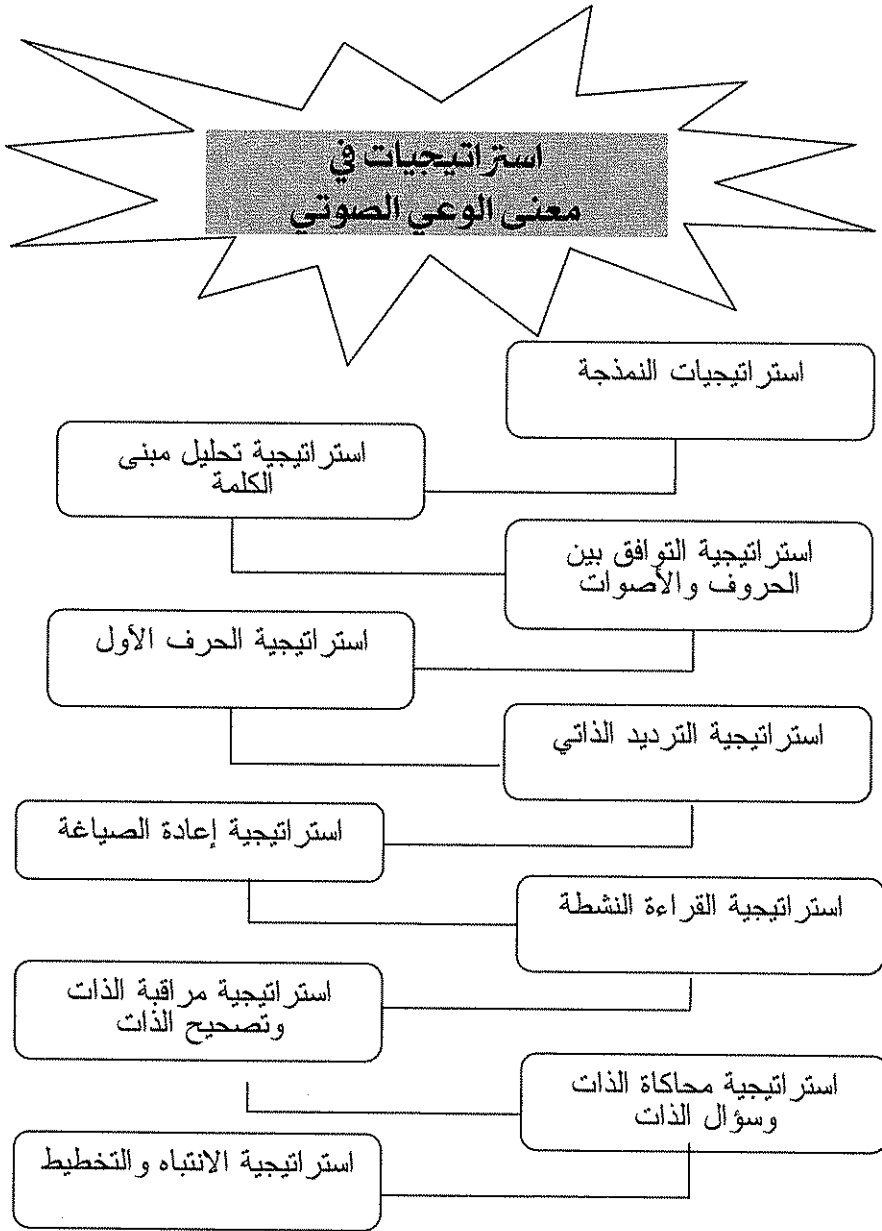 استراتيجيات في
معنى الوعي الصوتي
استراتيجيات النمذجة
استراتيجية تحليل مبنى
الكلمة
استراتيجية التوافق بين
الحروف والأصوات
استراتيجية الحرف الأول
استراتيجية الترديد الذاتي
استراتيجية إعادة الصياغة
استراتيجية القراءة النشطة
استراتيجية مراقبة الذات
وتصحيح الذات
استراتيجية محاكاة الذات
وسؤال الذات
استراتيجية الانتباه والتخطيط